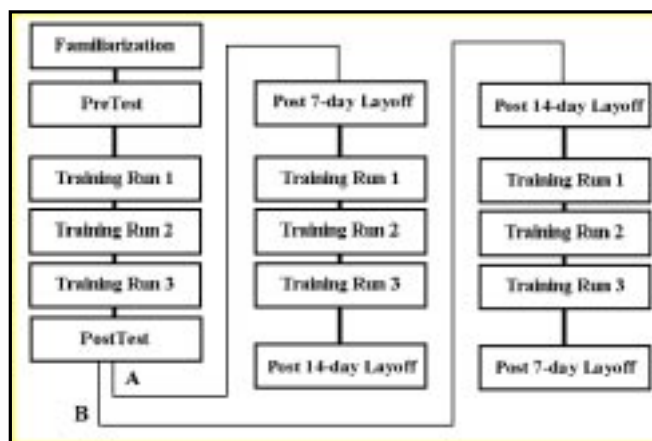 Familiarization
PreTest
Training Run 1
Training Run 2
Training Run 3
PostTest
A
B
Post 7-day Layoff
Training Run 1
Training Run 2
Training Run 3
Post 14-day Layoff
Post 14-day Layoff
Training Run 1
Training Run 2
Training Run 3
Post 7-day Layoff